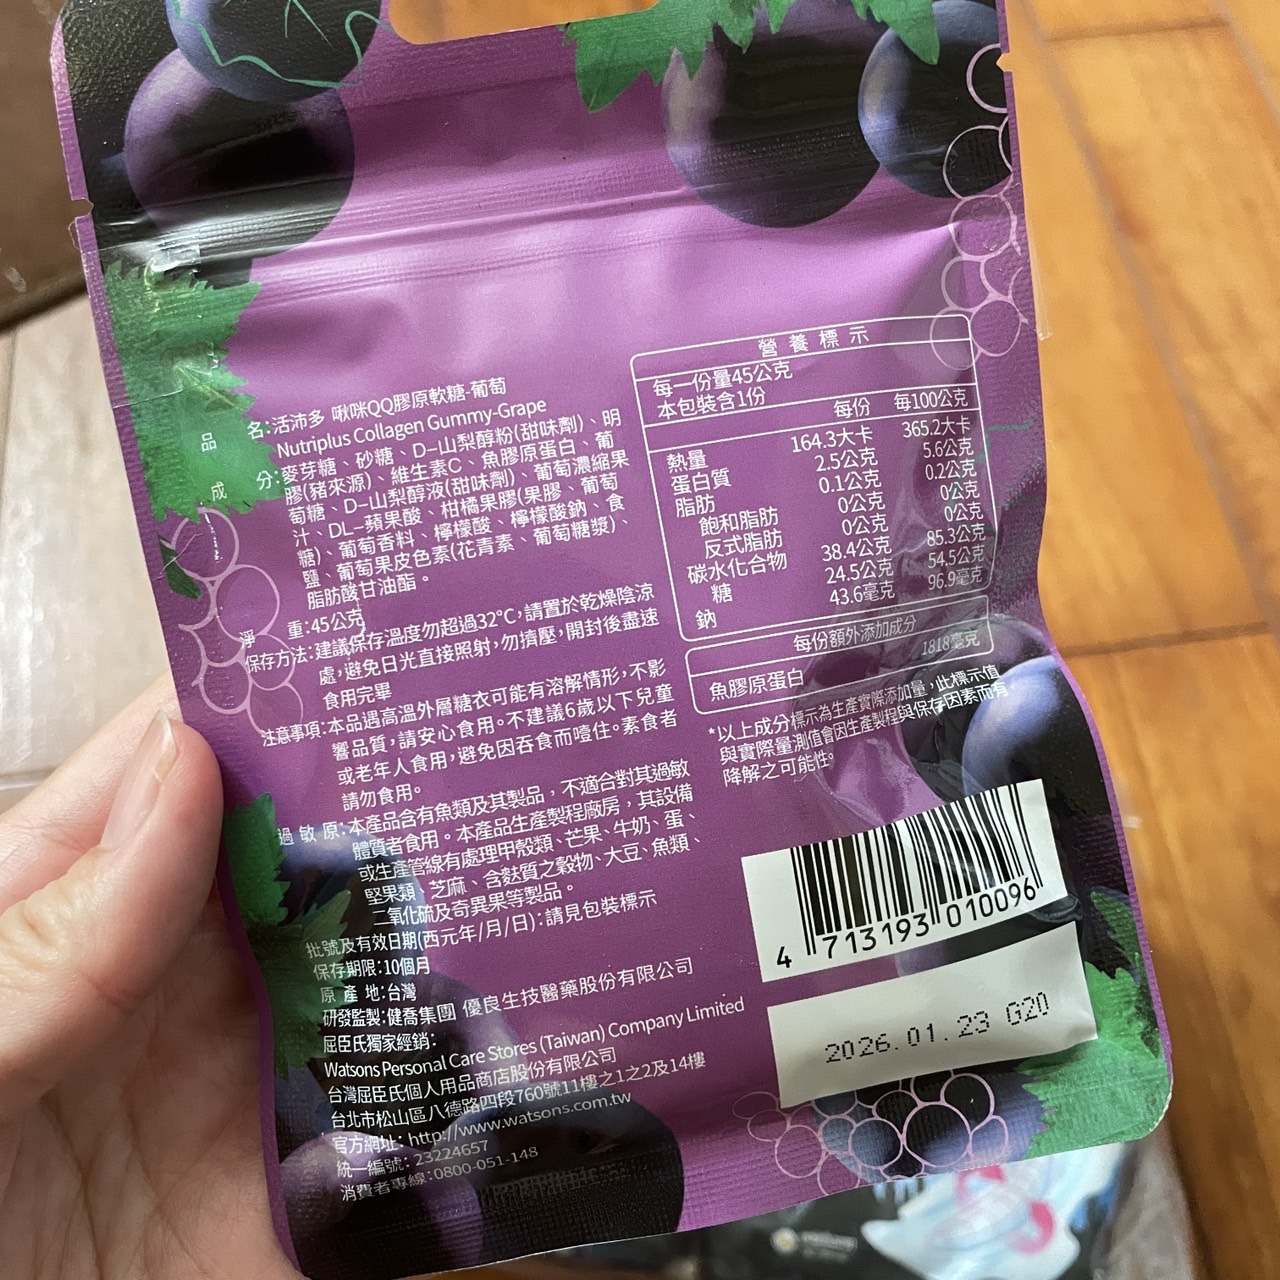 品名:活沛多 啾咪QQ膠原軟糖-葡萄
Nutriplus Collagen Gummy-Grape
成分:麥芽糖、砂糖、D-山梨醇粉(甜味劑)、明
膠(豬來源)、維生素C、魚膠原蛋白、葡
萄糖、D-山梨醇液(甜味劑)、葡萄濃縮果
汁、DL-蘋果酸、柑橘果膠(果膠、葡萄
糖)、葡萄香料、檸檬酸、檸檬酸鈉、食
鹽、葡萄果皮色素(花青素、葡萄糖漿)、
脂肪酸甘油酯。
淨重:45公克
保存方法:建議保存溫度勿超過32°C,請置於乾燥陰涼
處,避免日光直接照射,勿擠壓,開封後盡速
食用完畢
注意事項:本品遇高溫外層糖衣可能有溶解情形,不影
響品質,請安心食用。不建議6歲以下兒童
或老年人食用,避免因吞食而噎住。素食者
請勿食用。
過敏原:本產品含有魚類及其製品，不適合對其過敏
體質者食用。本產品生產製程廠房，其設備
或生產管線有處理甲殼類、芒果、牛奶、蛋、
堅果類、芝麻、含麩質之穀物、大豆、魚類、
二氧化硫及奇異果等製品。
批號及有效日期(西元年/月/日):請見包裝標示
保存期限:10個月
原產地:台灣
研發監製:健喬集團 優良生技醫藥股份有限公司
屈臣氏獨家經銷:
Watsons Personal Care Stores (Taiwan) Company Limited
台灣屈臣氏個人用品商店股份有限公司
台北市松山區八德路四段760號11樓之1之2及14樓
官方網址: http://www.watsons.com.tw
統一編號: 23224657
消費者專線:0800-051-148
營養標示
每一份量45公克
本包裝含1份
每份 每100公克
熱量 164.3大卡 365.2大卡
蛋白質 2.5公克 5.6公克
脂肪 0.1公克 0.2公克
飽和脂肪 0公克 0公克
反式脂肪 0公克 0公克
碳水化合物 38.4公克 85.3公克
糖 24.5公克 54.5公克
鈉 43.6毫克 96.9毫克
每份額外添加成分
魚膠原蛋白 1818毫克
*以上成分標示為生產實際添加量,此標示值
與實際量測值會因生產製程與保存因素而有
降解之可能性。
4 713193 010096
2026.01.23 G20